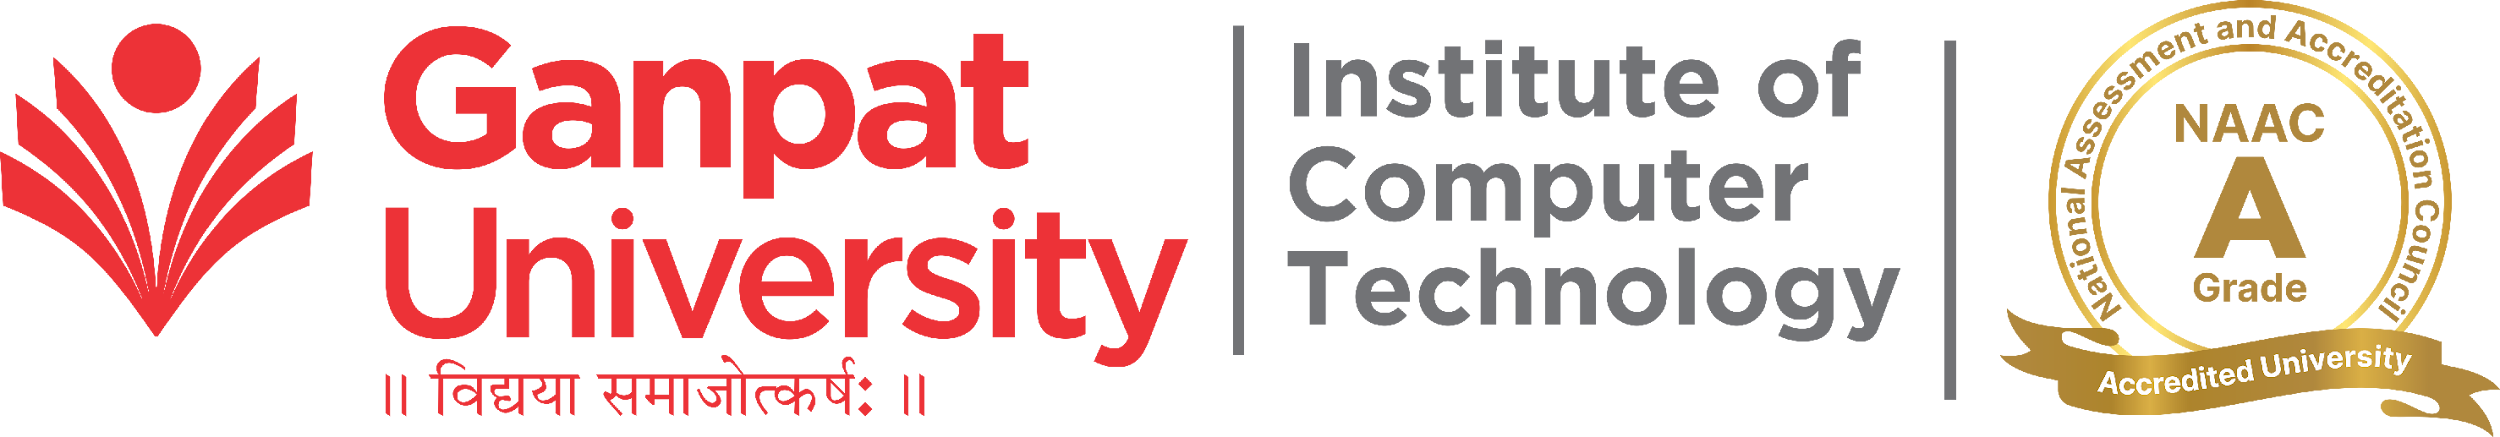 Ganpat
University
।। विद्यया समाजोत्कर्षः ।।
Institute of
Computer
Technology
National Assessment and Accreditation Council
NAAC
A
Grade
Accredited University